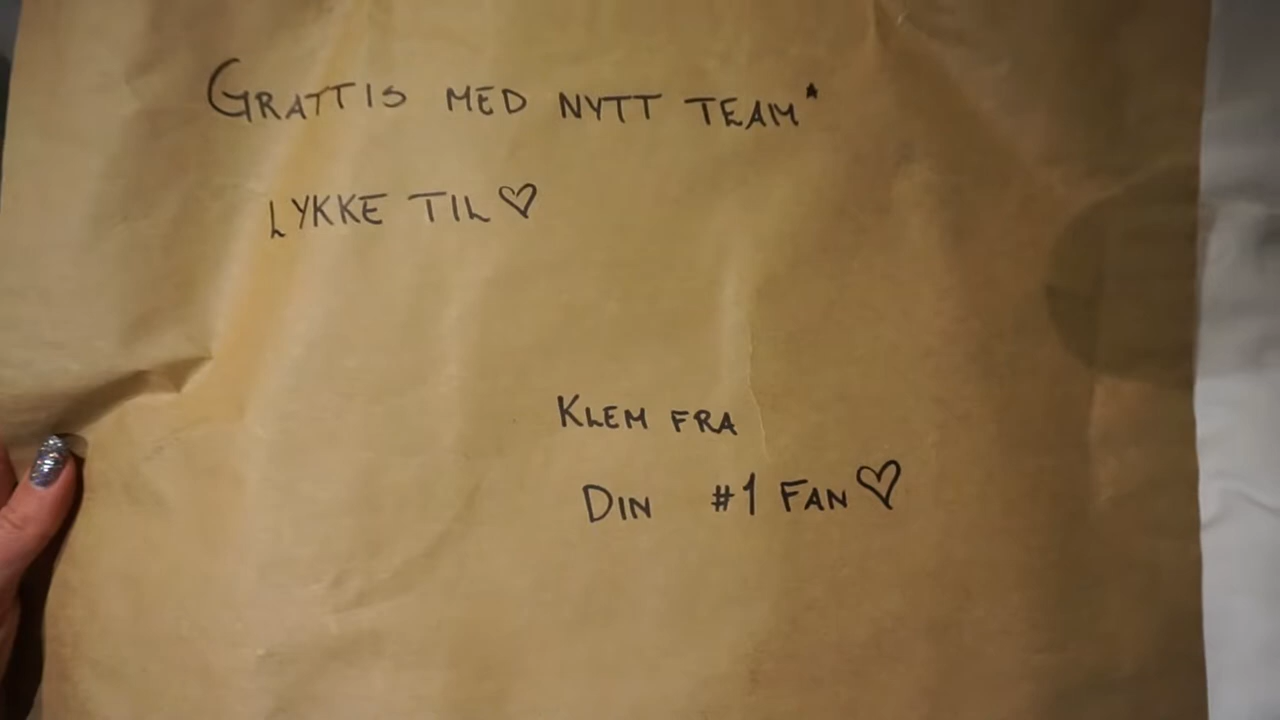 GRATTIS MED NYTT TEAM*
LYKKE TIL ♡
KLEM FRA
DIN #1 FAN ♡